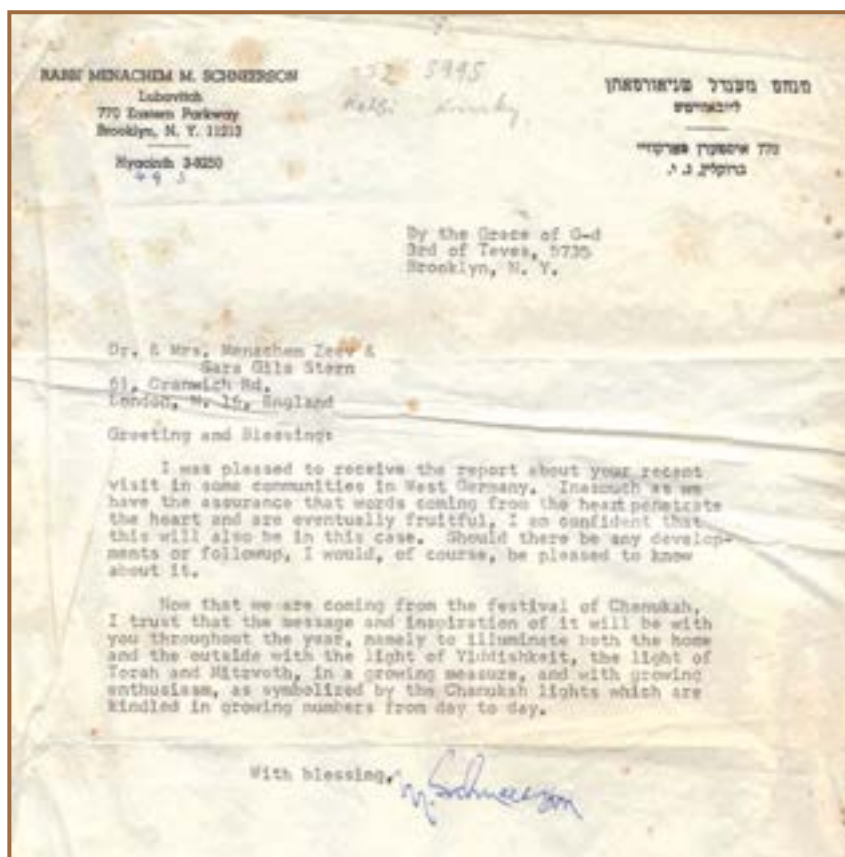 RABBI MENACHEM M. SCHNEERSON
Lubavitch
770 Eastern Parkway
Brooklyn, N. Y. 11213
Hyacinth 3-9250
מנחם מענדל שניאורסאהן
ליובאוויטש
770 איסטערן פארקוויי
ברוקלין, נ. י.
5995
By the Grace of G-d
3rd of Teves, 5735
Brooklyn, N. Y.
Dr. & Mrs. Menachem Zeev &
Sara Gila Stern
61, Cranwich Rd.
London, N. 16, England
Greeting and Blessing:
I was pleased to receive the report about your recent
visit in some communities in West Germany. Inasmuch as we
have the assurance that words coming from the heart penetrate
the heart and are eventually fruitful, I am confident that
this will also be in this case. Should there be any develop-
ments or followup, I would, of course, be pleased to know
about it.
Now that we are coming from the festival of Chanukah,
I trust that the message and inspiration of it will be with
you throughout the year, namely to illuminate both the home
and the outside with the light of Yiddishkeit, the light of
Torah and Mitzvoth, in a growing measure, and with growing
enthusiasm, as symbolized by the Chanukah lights which are
kindled in growing numbers from day to day.
With blessing, M. Schneerson